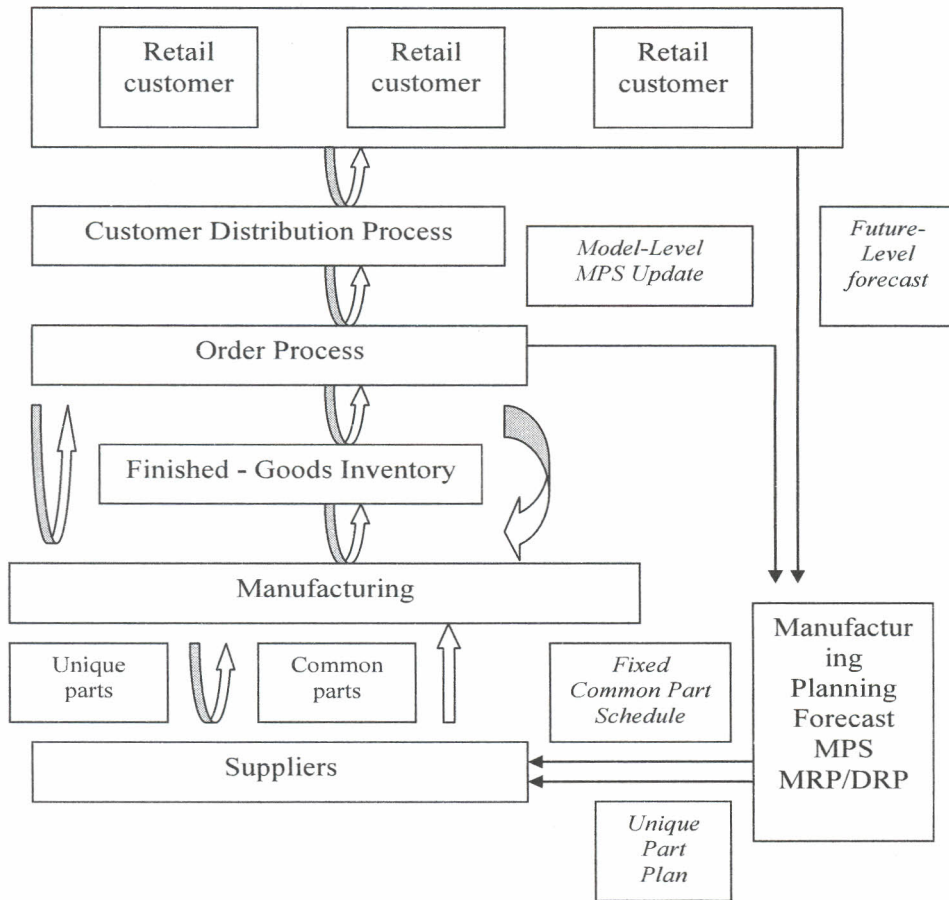 Retail
customer
Retail
customer
Retail
customer
Customer Distribution Process
Model-Level
MPS Update
Future-
Level
forecast
Order Process
Finished - Goods Inventory
Manufacturing
Unique
parts
Common
parts
Fixed
Common Part
Schedule
Manufactur
ing
Planning
Forecast
MPS
MRP/DRP
Suppliers
Unique
Part
Plan